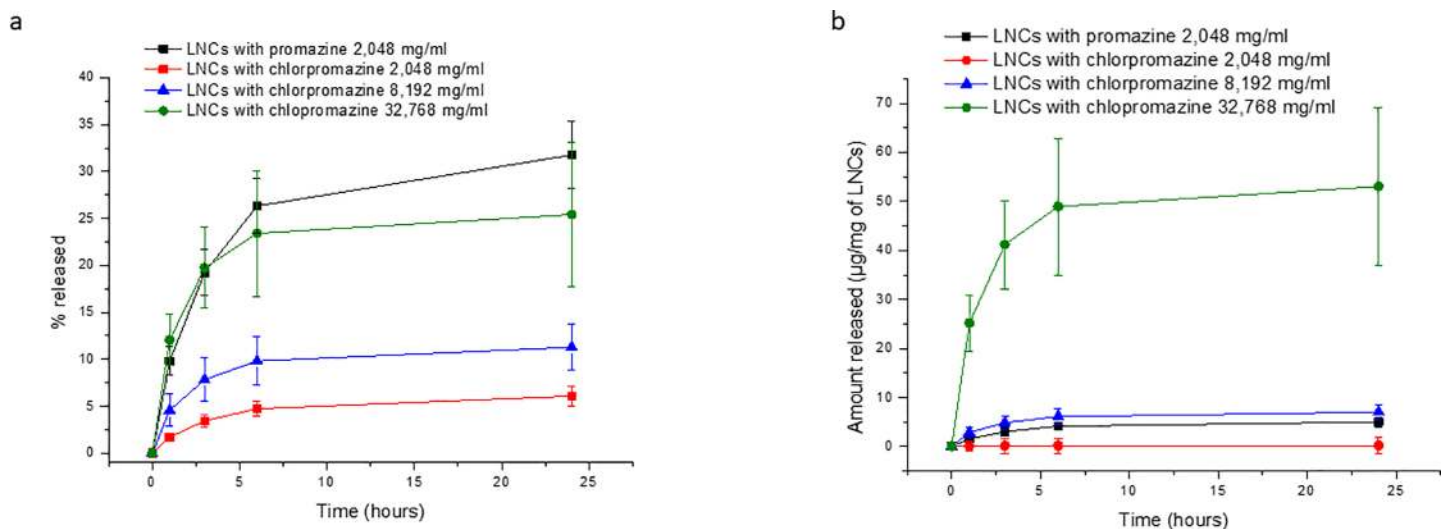 a
LNCs with promazine 2,048 mg/ml
LNCs with chlorpromazine 2,048 mg/ml
LNCs with chlorpromazine 8,192 mg/ml
LNCs with chlopromazine 32,768 mg/ml
% released
40
35
30
25
20
15
10
5
0
0
5
10
15
20
25
Time (hours)
b
LNCs with promazine 2,048 mg/ml
LNCs with chlorpromazine 2,048 mg/ml
LNCs with chlorpromazine 8,192 mg/ml
LNCs with chlopromazine 32,768 mg/ml
Amount released (µg/mg of LNCs)
70
60
50
40
30
20
10
0
0
5
10
15
20
25
Time (hours)